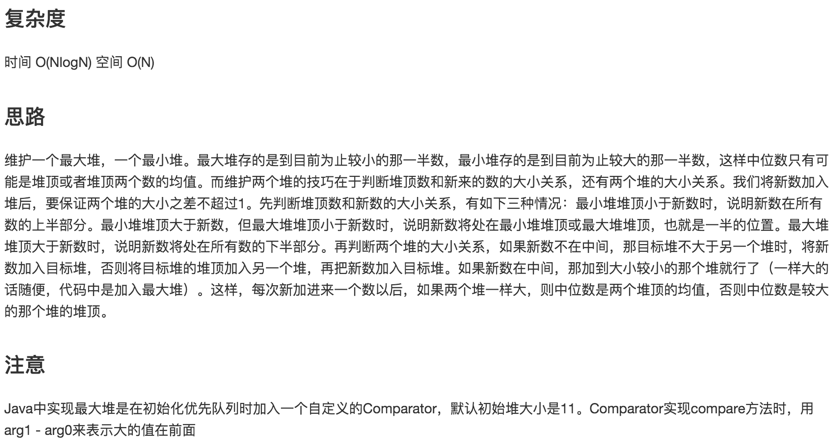 复杂度
时间 O(NlogN) 空间 O(N)
思路
维护一个最大堆，一个最小堆。最大堆存的是到目前为止较小的那一半数，最小堆存的是到目前为止较大的那一半数，这样中位数只有可
能是堆顶或者堆顶两个数的均值。而维护两个堆的技巧在于判断堆顶数和新来的数的大小关系，还有两个堆的大小关系。我们将新数加入
堆后，要保证两个堆的大小之差不超过1。先判断堆顶数和新数的大小关系，有如下三种情况：最小堆堆顶小于新数时，说明新数在所有
数的上半部分。最小堆堆顶大于新数，但最大堆堆顶小于新数时，说明新数将处在最小堆堆顶或最大堆堆顶，也就是一半的位置。最大堆
堆顶大于新数时，说明新数将处在所有数的下半部分。再判断两个堆的大小关系，如果新数不在中间，那目标堆不大于另一个堆时，将新
数加入目标堆，否则将目标堆的堆顶加入另一个堆，再把新数加入目标堆。如果新数在中间，那加到大小较小的那个堆就行了（一样大的
话随便，代码中是加入最大堆）。这样，每次新加进来一个数以后，如果两个堆一样大，则中位数是两个堆顶的均值，否则中位数是较大
的那个堆的堆顶。
注意
Java中实现最大堆是在初始化优先队列时加入一个自定义的Comparator，默认初始堆大小是11。Comparator实现compare方法时，用
arg1 - arg0来表示大的值在前面